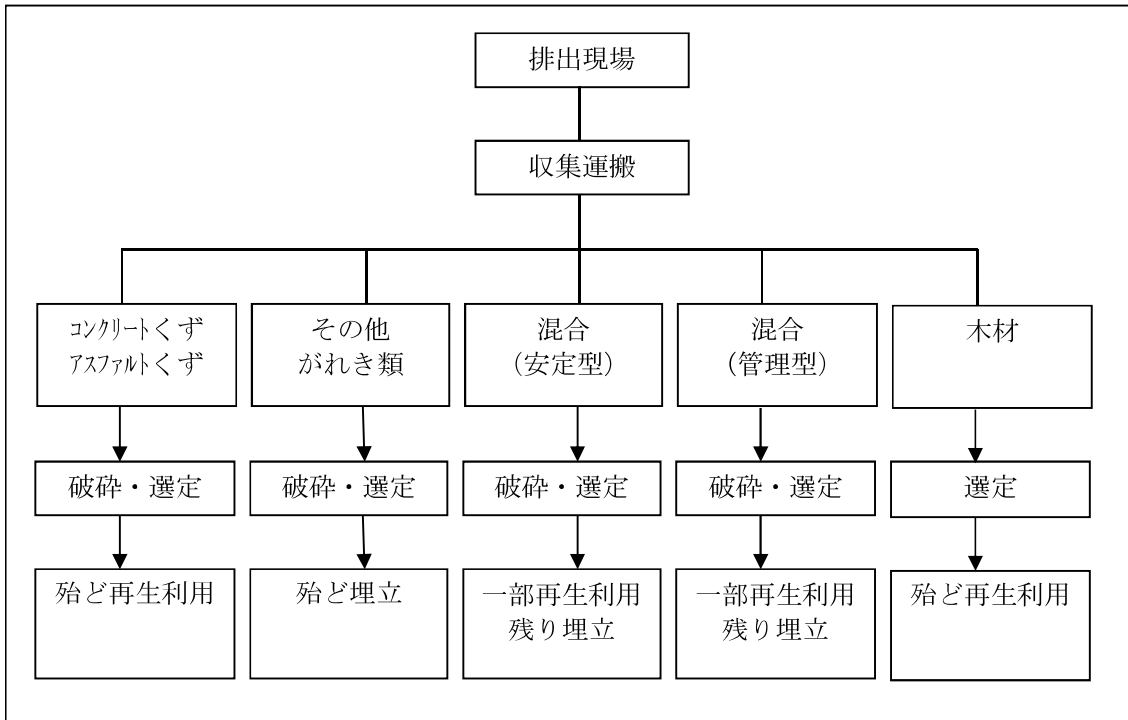 排出現場
収集運搬
ｺﾝｸﾘｰﾄくず
ｱｽﾌｧﾙﾄくず
その他
がれき類
混合
（安定型）
混合
（管理型）
木材
破砕・選定
破砕・選定
破砕・選定
破砕・選定
選定
殆ど再生利用
殆ど埋立
一部再生利用
残り埋立
一部再生利用
残り埋立
殆ど再生利用